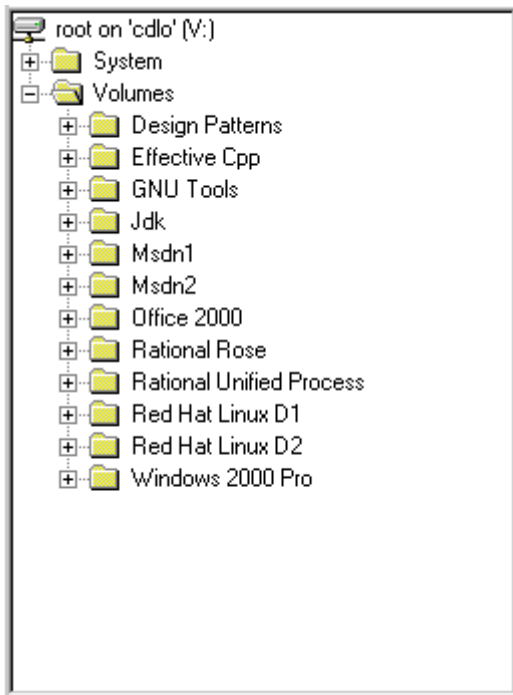 root on 'cdlo' (V:)
System
Volumes
Design Patterns
Effective Cpp
GNU Tools
Jdk
Msdn1
Msdn2
Office 2000
Rational Rose
Rational Unified Process
Red Hat Linux D1
Red Hat Linux D2
Windows 2000 Pro